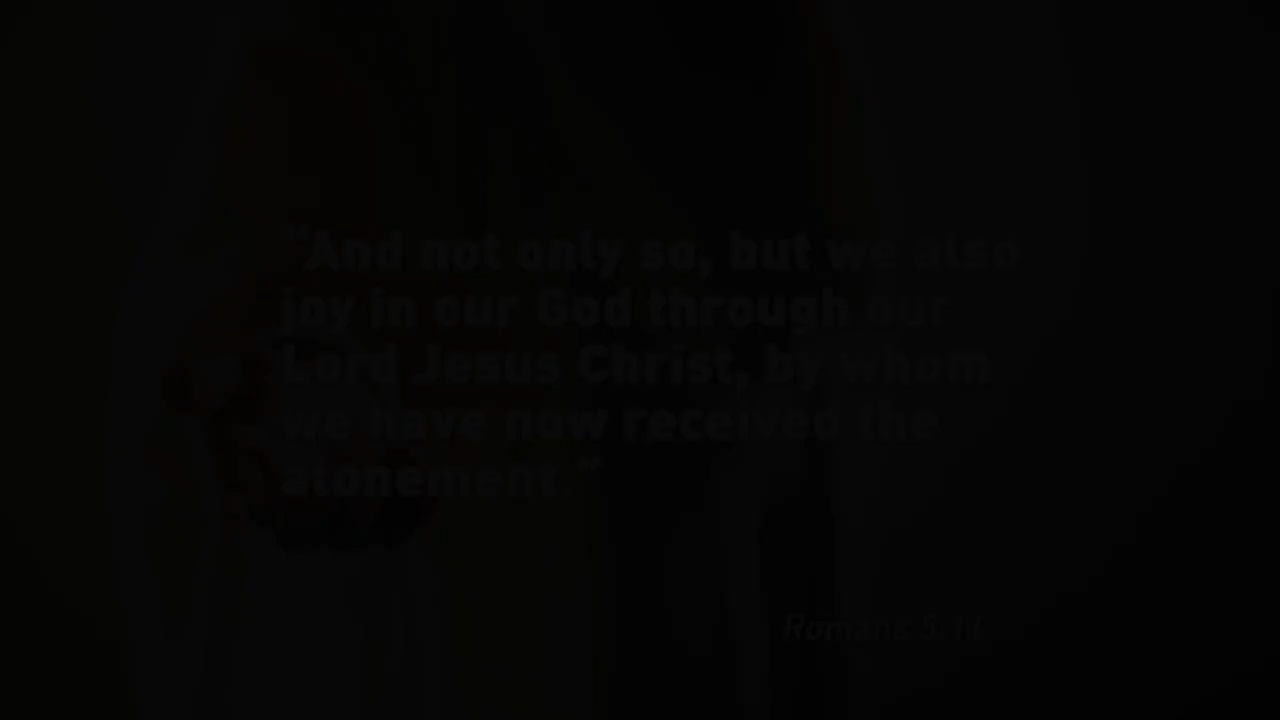 “And not only so, but we also
joy in our God through our
Lord Jesus Christ, by whom
we have now received the
atonement.”
Romans 5:11